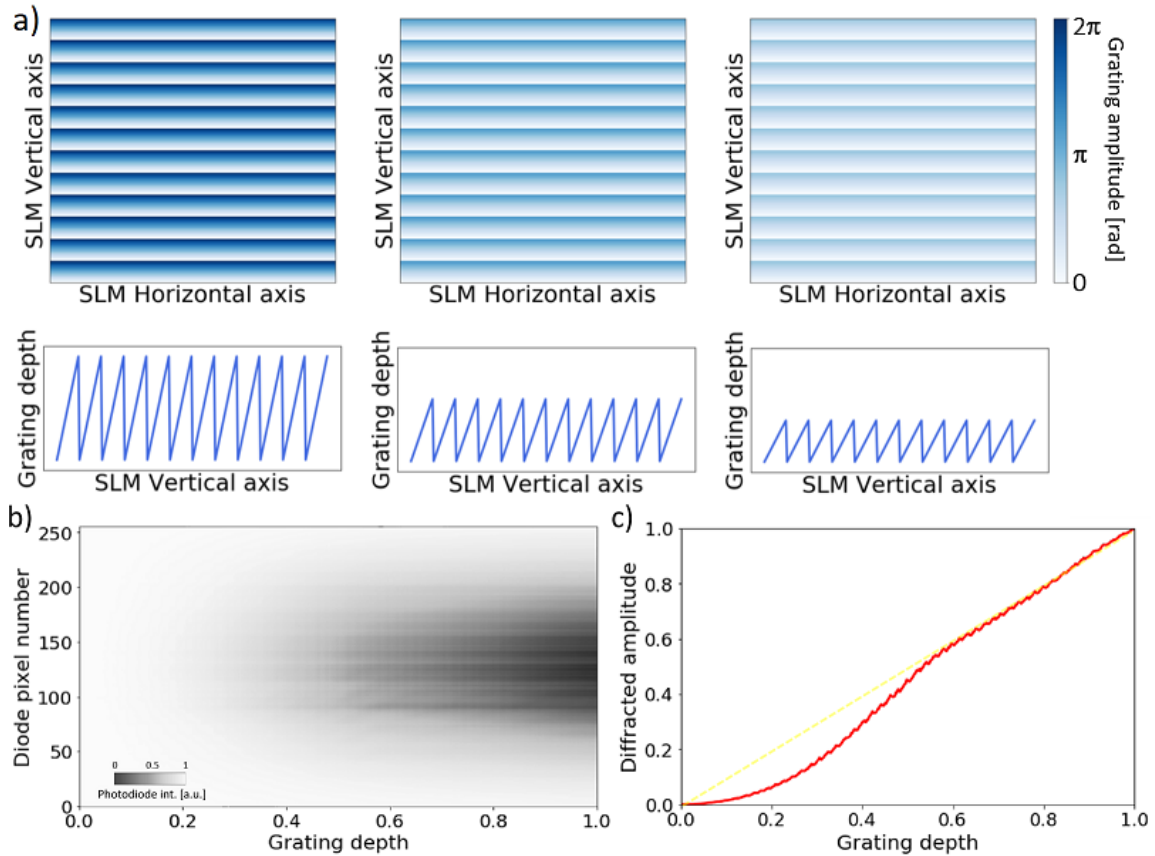 a)
SLM Vertical axis
SLM Horizontal axis
SLM Vertical axis
SLM Horizontal axis
SLM Vertical axis
SLM Horizontal axis
2π
π
0
Grating amplitude [rad]
Grating depth
SLM Vertical axis
Grating depth
SLM Vertical axis
Grating depth
SLM Vertical axis
b)
Diode pixel number
250
200
150
100
50
0
0 0.5 1
Photodiode int. [a.u.]
0.0 0.2 0.4 0.6 0.8 1.0
Grating depth
c)
Diffracted amplitude
1.0
0.8
0.6
0.4
0.2
0.0
0.0 0.2 0.4 0.6 0.8 1.0
Grating depth